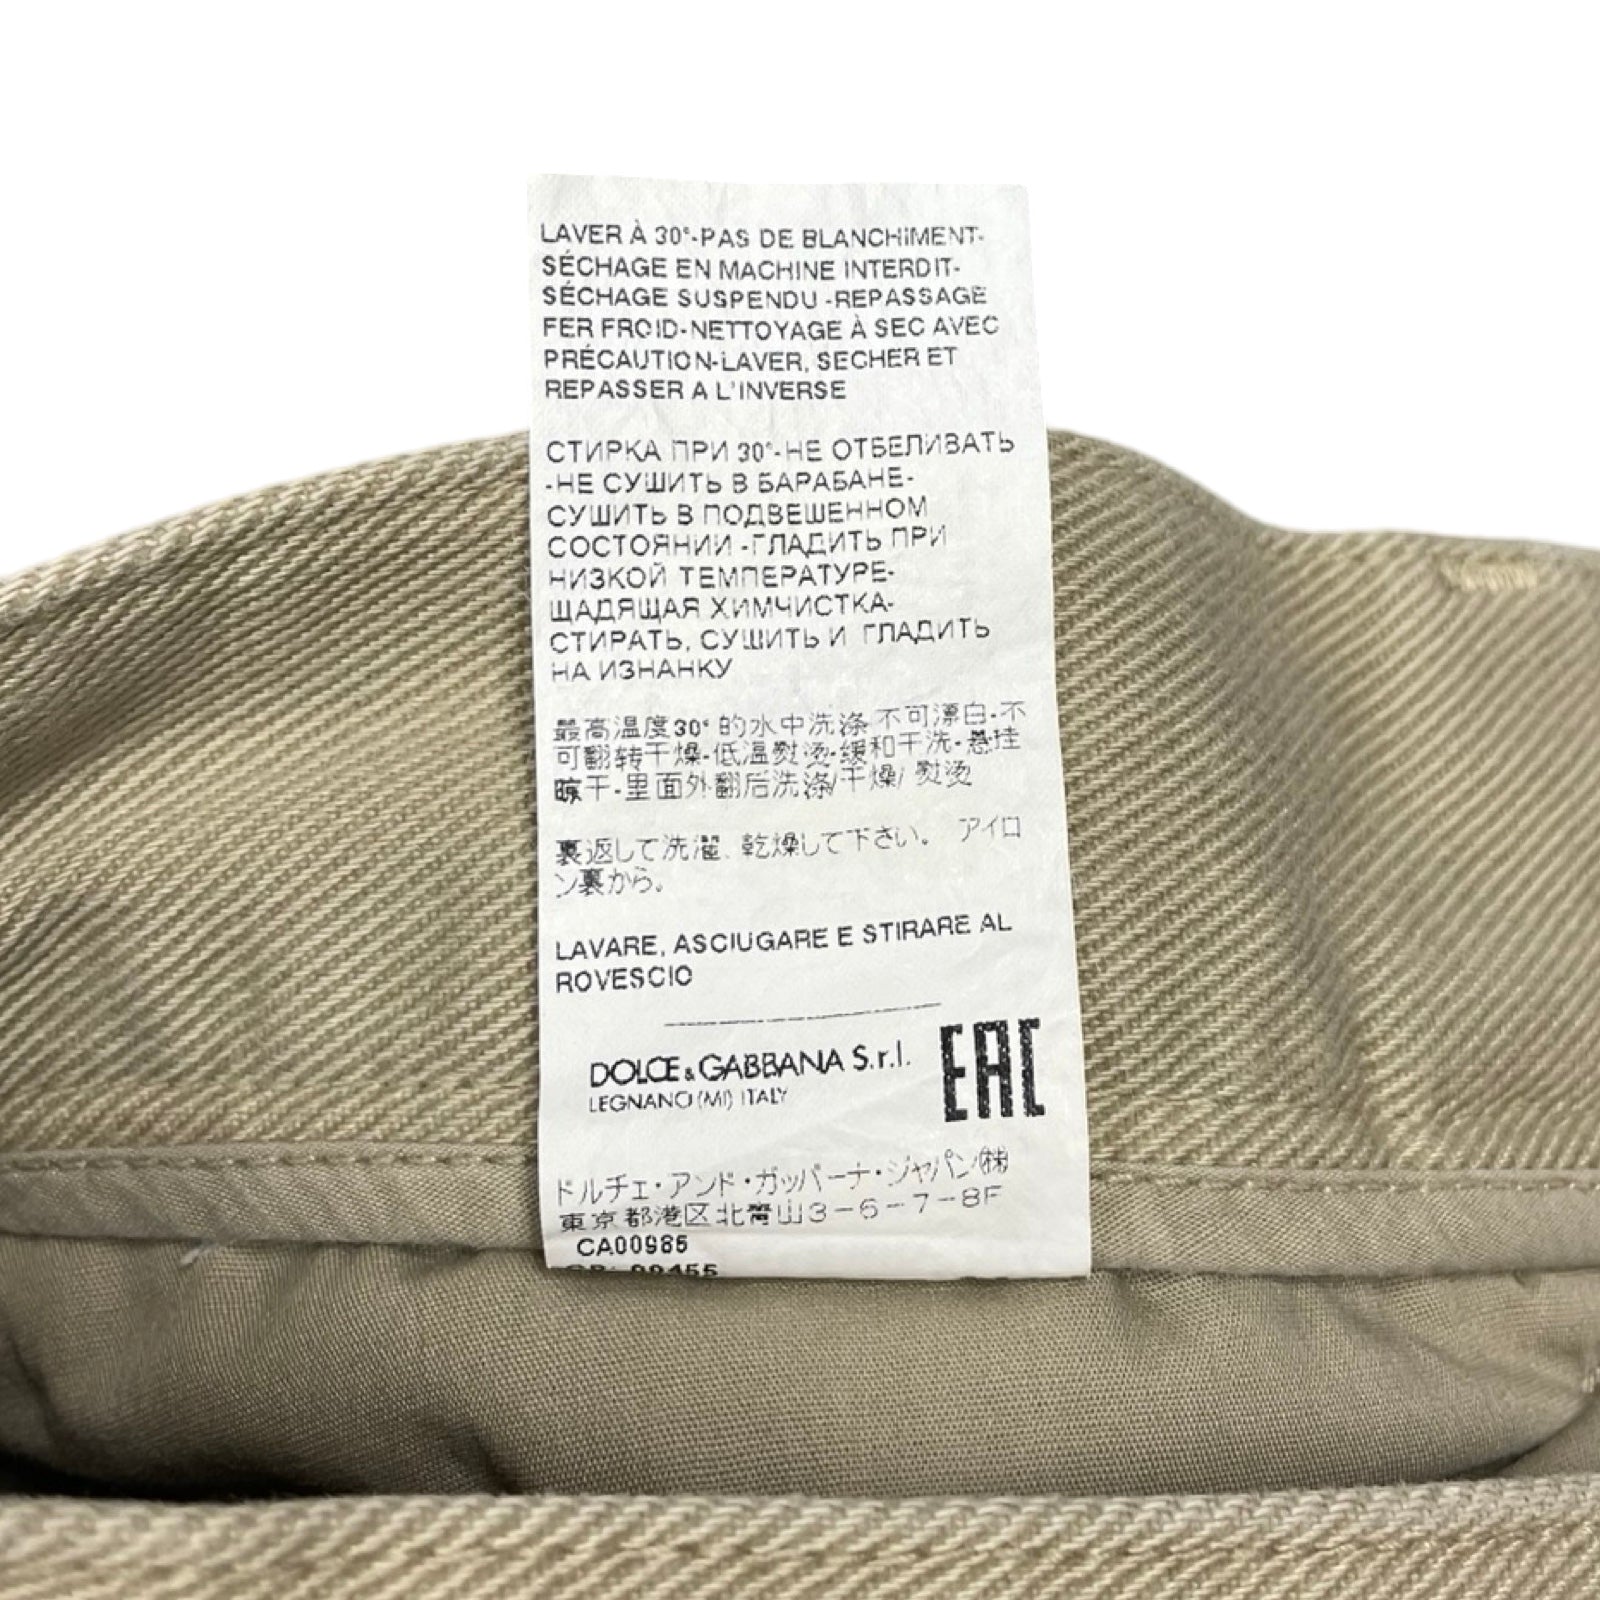 LAVER À 30°-PAS DE BLANCHIMENT-
SÉCHAGE EN MACHINE INTERDIT-
SÉCHAGE SUSPENDU -REPASSAGE
FER FROID-NETTOYAGE À SEC AVEC
PRÉCAUTION-LAVER, SECHER ET
REPASSER A L'INVERSE
СТИРКА ПРИ 30°-НЕ ОТБЕЛИВАТЬ
-НЕ СУШИТЬ В БАРАБАНЕ-
СУШИТЬ В ПОДВЕШЕННОМ
СОСТОЯНИИ -ГЛАДИТЬ ПРИ
НИЗКОЙ ТЕМПЕРАТУРЕ-
ЩАДЯЩАЯ ХИМЧИСТКА-
СТИРАТЬ, СУШИТЬ И ГЛАДИТЬ
НА ИЗНАНКУ
最高温度30° 的水中洗涤 不可漂白-不
可翻转干燥-低温熨烫-缓和干洗-悬挂
晾干-里面外翻后洗涤/干燥/ 熨烫
裏返して洗濯、乾燥して下さい。 アイロ
ン裏から。
LAVARE, ASCIUGARE E STIRARE AL
ROVESCIO
DOLCE & GABBANA S.r.l.
LEGNANO (MI) ITALY
EAC
ドルチェ・アンド・ガッバーナ・ジャパン㈱
東京都港区北青山3-6-7-8F
CA00985